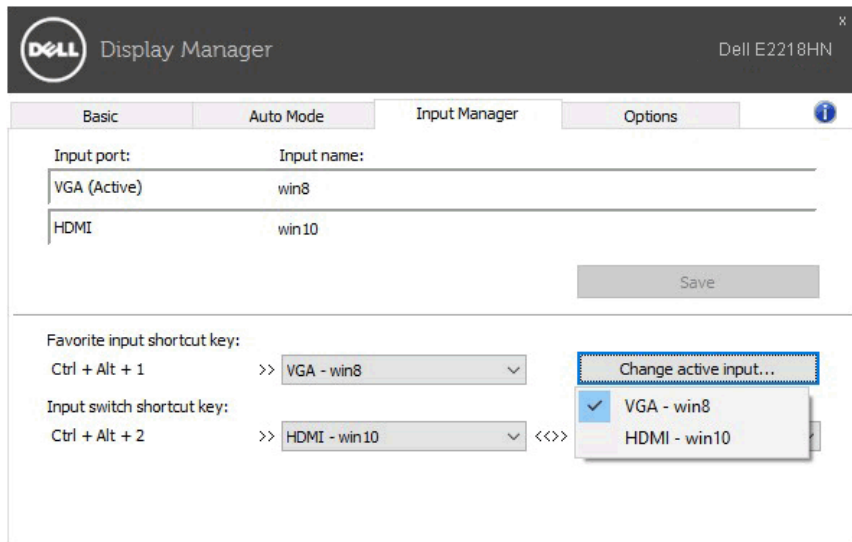 x
DELL Display Manager Dell E2218HN
Basic Auto Mode Input Manager Options i
Input port: Input name:
VGA (Active) win8
HDMI win10
Save
Favorite input shortcut key:
Ctrl + Alt + 1 >> VGA - win8 Change active input...
Input switch shortcut key: VGA - win8
Ctrl + Alt + 2 >> HDMI - win10 <<>> HDMI - win10